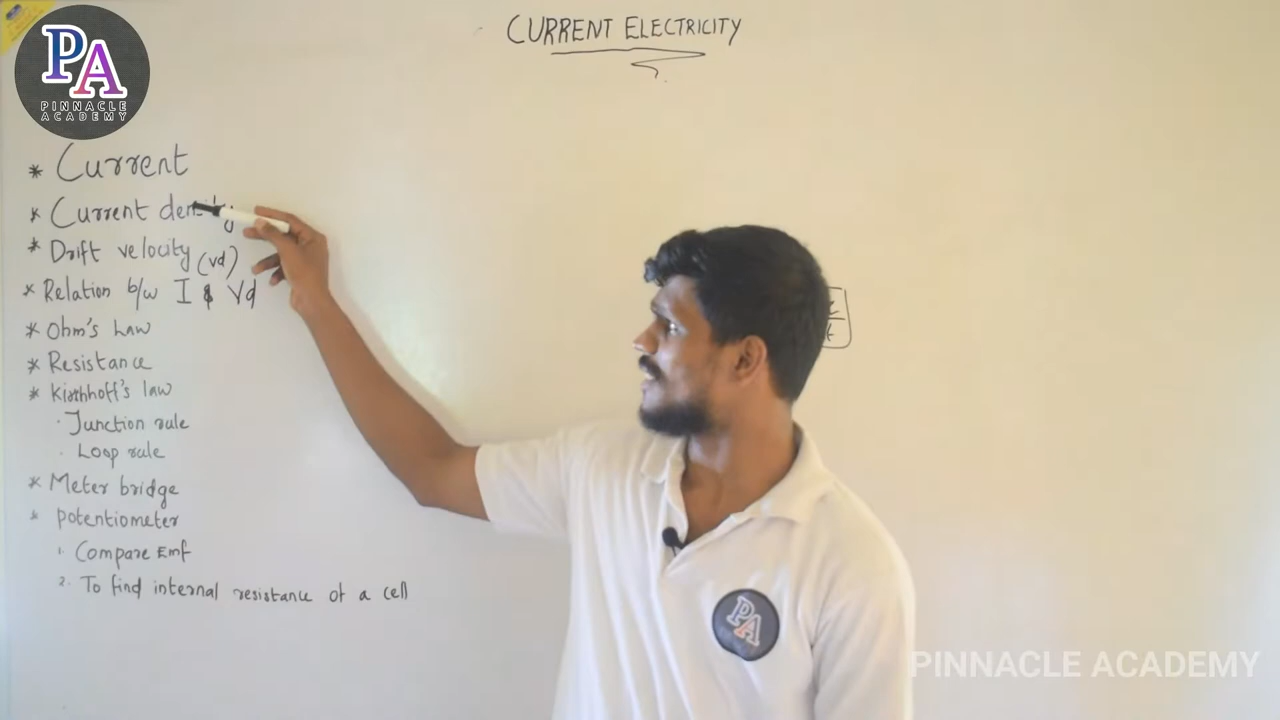 PA
PINNACLE
ACADEMY
CURRENT ELECTRICITY
* Current
* Current density
* Drift velocity (vd)
* Relation b/w I & Vd
* Ohm's Law
* Resistance
* Kirchhoff's law
· Junction rule
· Loop rule
* Meter bridge
* potentiometer
1. Compare Emf
2. To find internal resistance of a cell
PA
PINNACLE ACADEMY